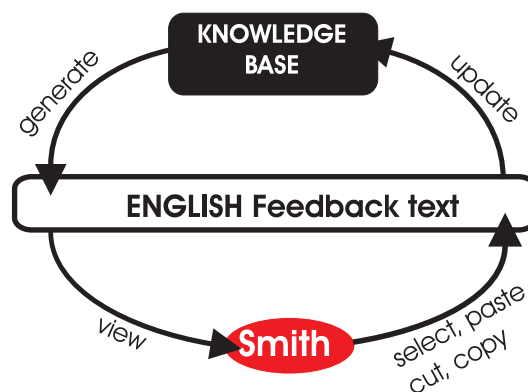 KNOWLEDGE
BASE
generate
update
ENGLISH Feedback text
view
Smith
select, paste
cut, copy